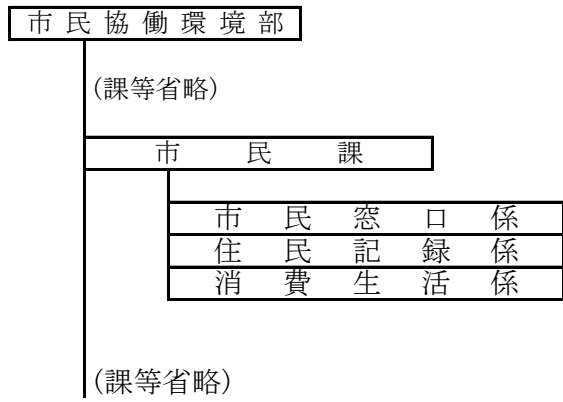 市民協働環境部
(課等省略)
市民課
市民窓口係
住民記録係
消費生活係
(課等省略)